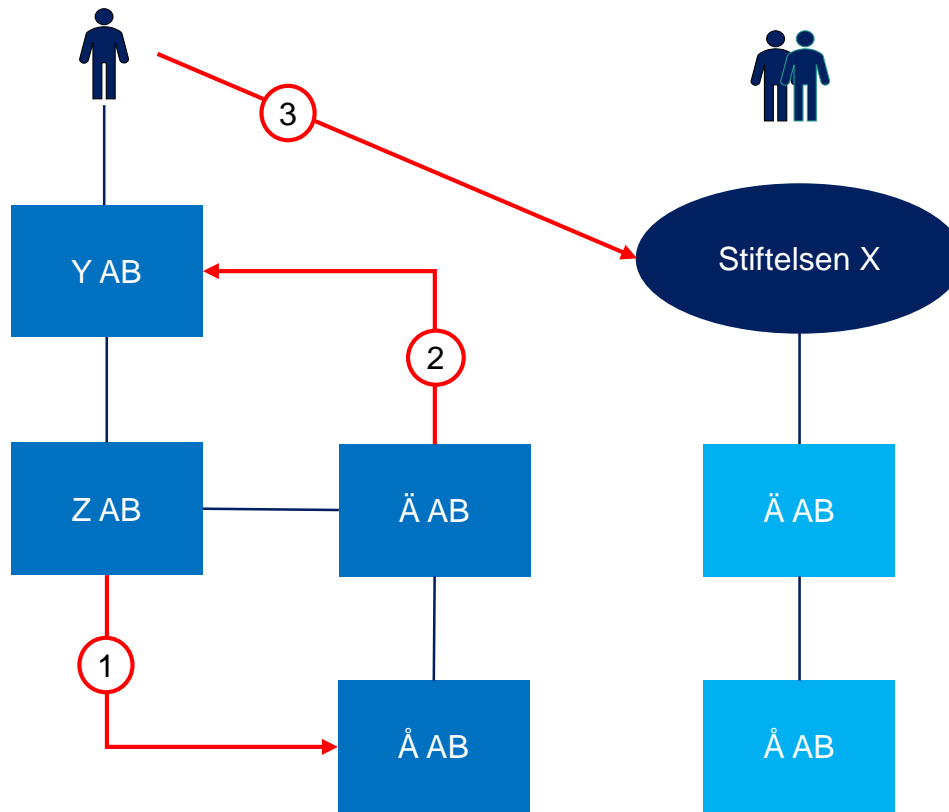 3
Y AB
Stiftelsen X
2
Z AB
Ä AB
Ä AB
1
Å AB
Å AB